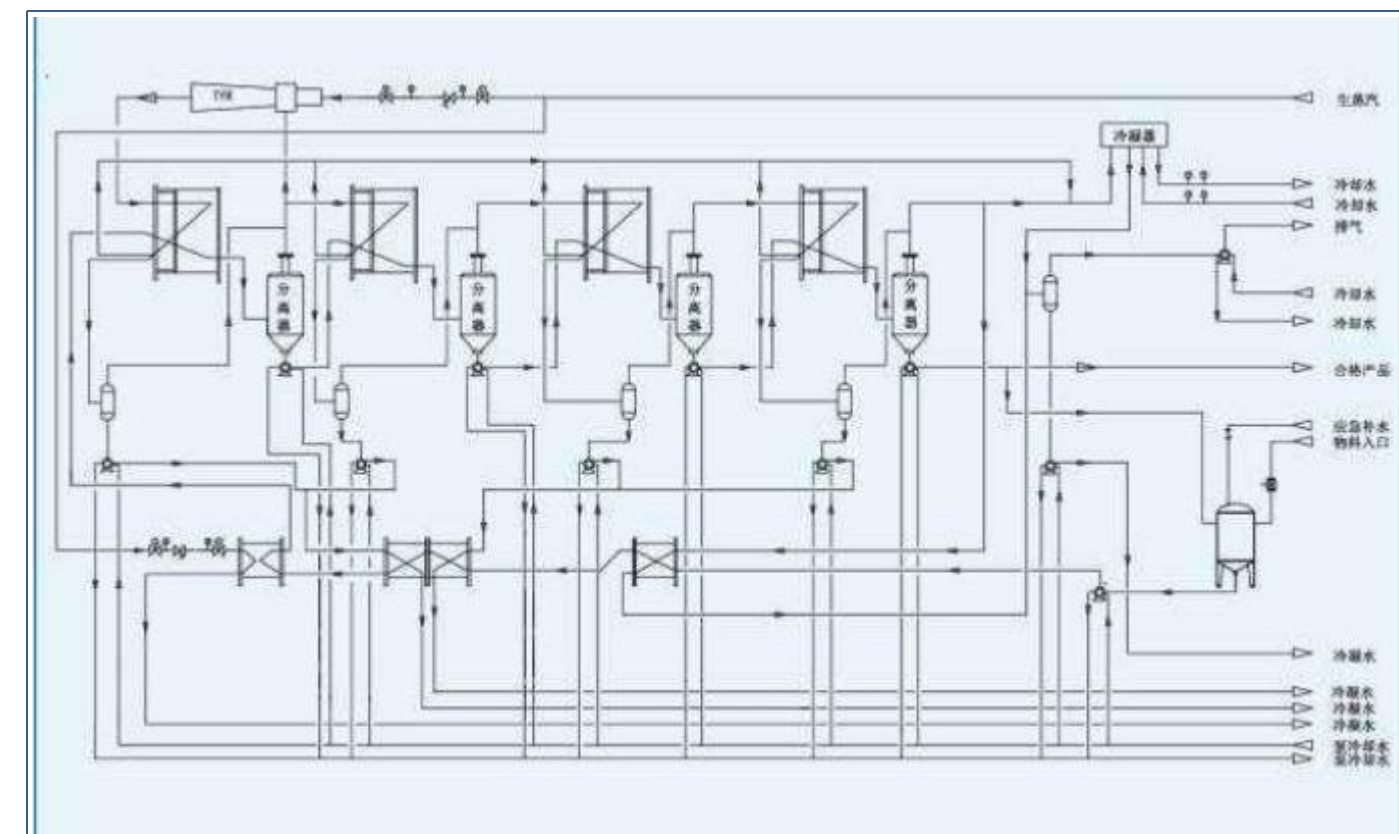 TVR
生蒸汽
冷凝器
冷却水
冷却水
排气
分离器
分离器
分离器
分离器
冷却水
冷却水
合格产品
应急补水
物料入口
冷凝水
冷凝水
冷凝水
冷凝水
泵冷却水
泵冷却水